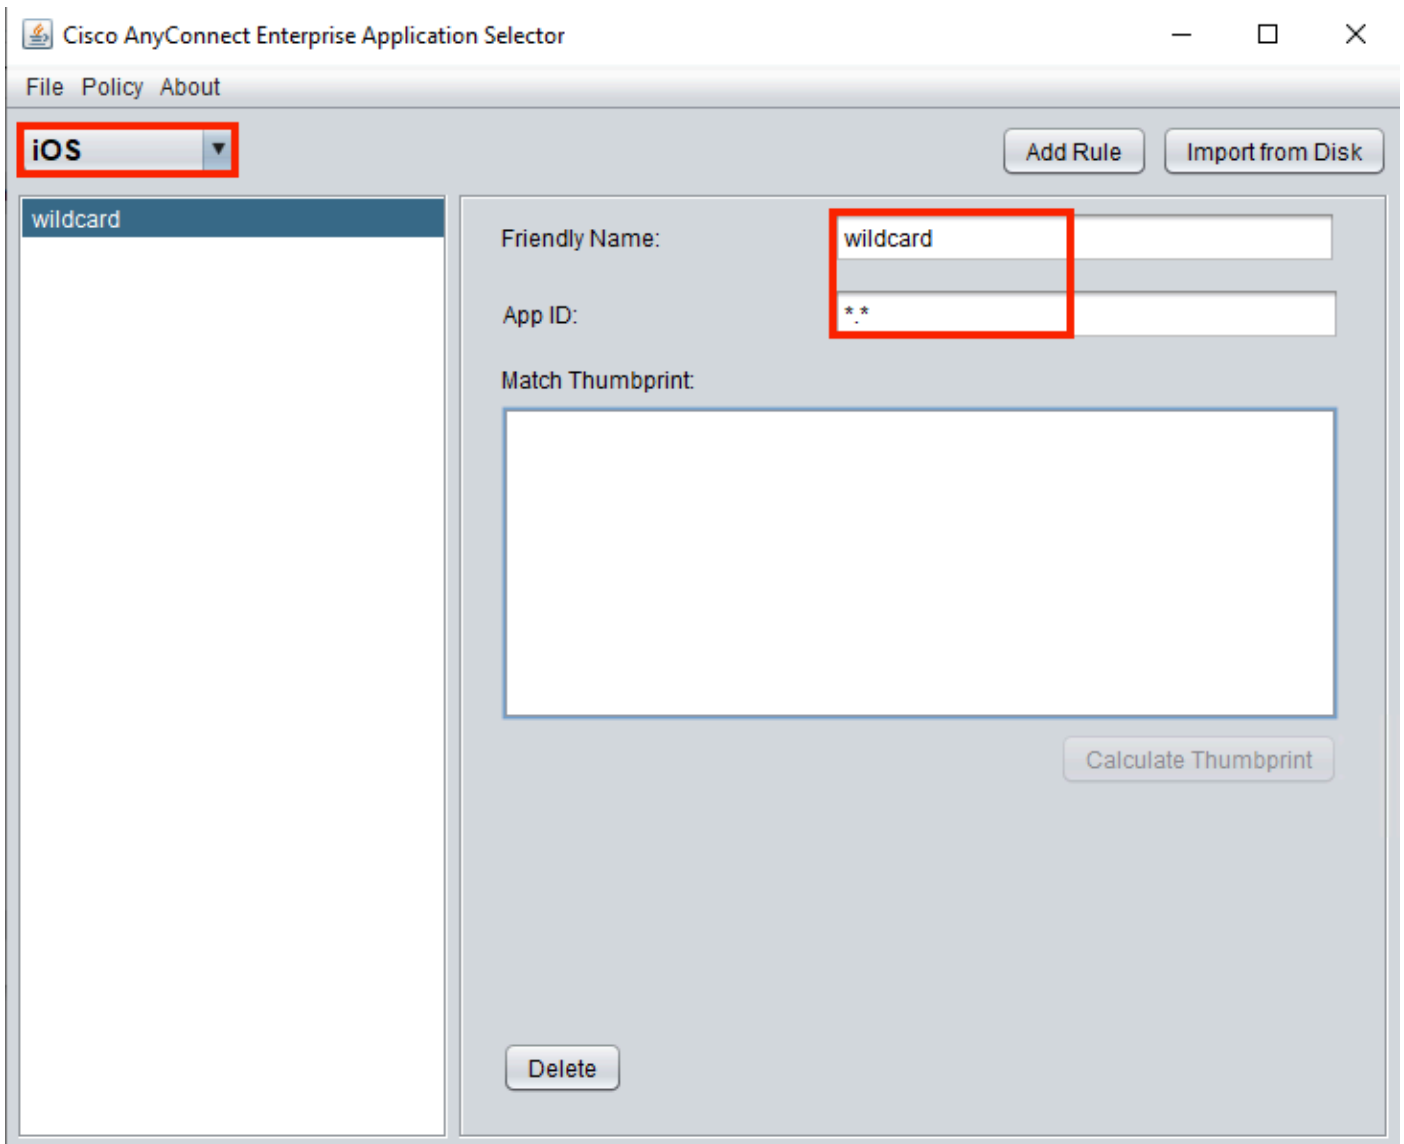 Cisco AnyConnect Enterprise Application Selector
File Policy About
iOS
Add Rule
Import from Disk
wildcard
Friendly Name:
wildcard
App ID:
*.*
Match Thumbprint:
Calculate Thumbprint
Delete